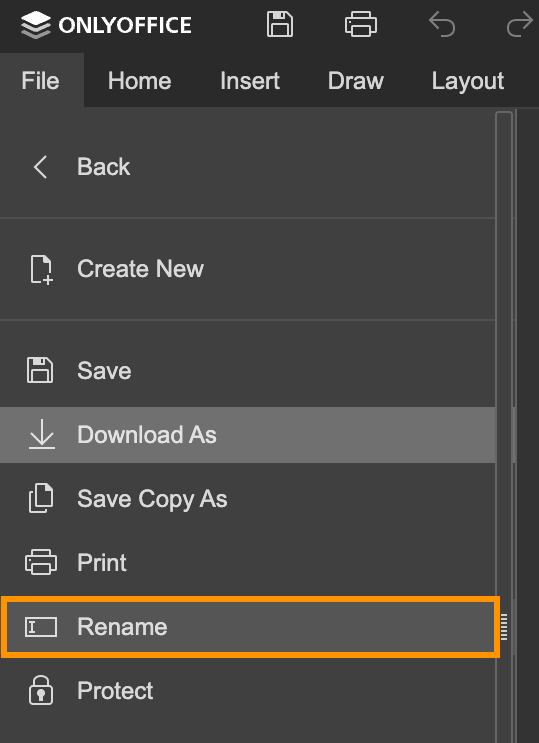 ONLYOFFICE
File Home Insert Draw Layout
Back
Create New
Save
Download As
Save Copy As
Print
Rename
Protect